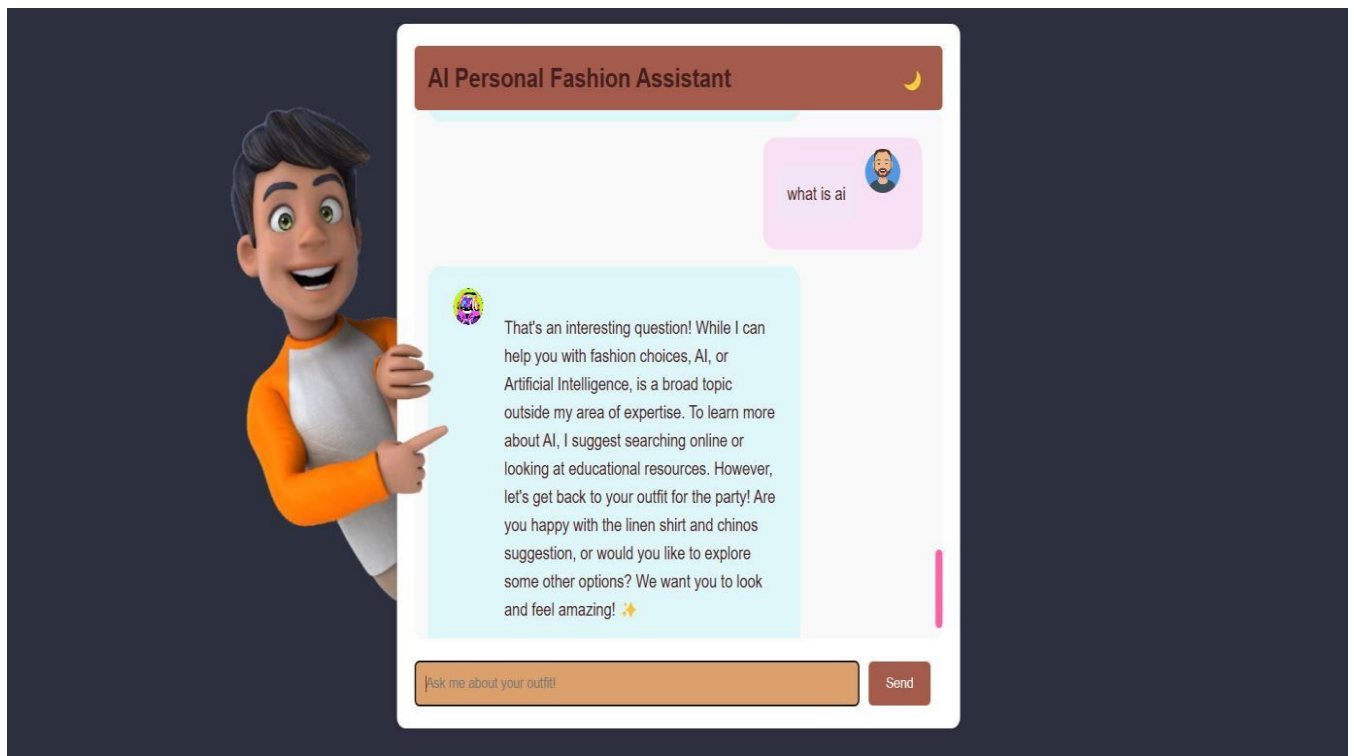 AI Personal Fashion Assistant
what is ai
That's an interesting question! While I can
help you with fashion choices, AI, or
Artificial Intelligence, is a broad topic
outside my area of expertise. To learn more
about AI, I suggest searching online or
looking at educational resources. However,
let's get back to your outfit for the party! Are
you happy with the linen shirt and chinos
suggestion, or would you like to explore
some other options? We want you to look
and feel amazing! ✨
Ask me about your outfit!
Send